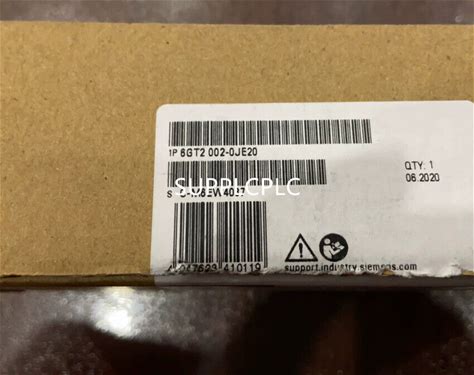 1P 6GT2 002-0JE20
QTY: 1
06.2020
SUPPLCPLC
support.industry.siemens.com